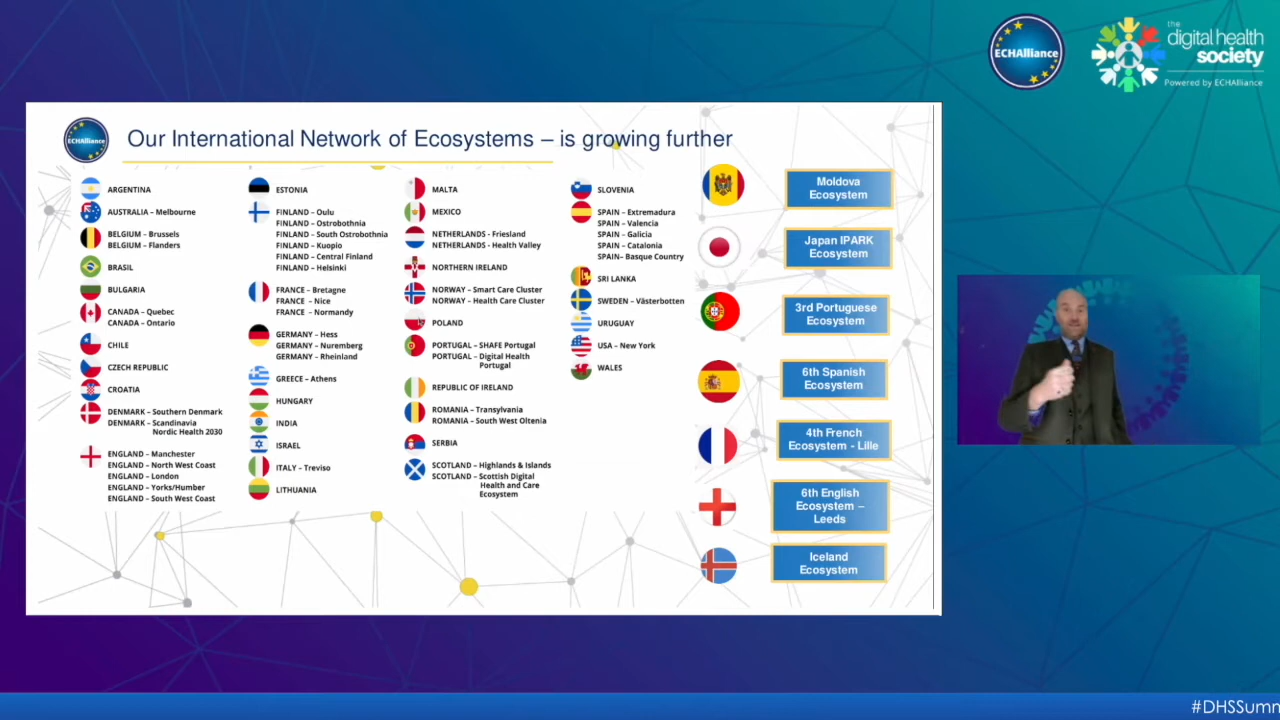 ECHAlliance
the
digital health
society
Powered by ECHAlliance
ECHAlliance
Our International Network of Ecosystems – is growing further
ARGENTINA
AUSTRALIA – Melbourne
BELGIUM – Brussels
BELGIUM – Flanders
BRASIL
BULGARIA
CANADA – Quebec
CANADA – Ontario
CHILE
CZECH REPUBLIC
CROATIA
DENMARK – Southern Denmark
DENMARK – Scandinavia
Nordic Health 2030
ENGLAND – Manchester
ENGLAND – North West Coast
ENGLAND – London
ENGLAND – Yorks/Humber
ENGLAND – South West Coast
ESTONIA
FINLAND – Oulu
FINLAND – Ostrobothnia
FINLAND – South Ostrobothnia
FINLAND – Kuopio
FINLAND – Central Finland
FINLAND – Helsinki
FRANCE – Bretagne
FRANCE – Nice
FRANCE – Normandy
GERMANY – Hess
GERMANY – Nuremberg
GERMANY – Rheinland
GREECE – Athens
HUNGARY
INDIA
ISRAEL
ITALY – Treviso
LITHUANIA
MALTA
MEXICO
NETHERLANDS - Friesland
NETHERLANDS - Health Valley
NORTHERN IRELAND
NORWAY – Smart Care Cluster
NORWAY – Health Care Cluster
POLAND
PORTUGAL – SHAFE Portugal
PORTUGAL – Digital Health
Portugal
REPUBLIC OF IRELAND
ROMANIA – Transylvania
ROMANIA – South West Oltenia
SERBIA
SCOTLAND – Highlands & Islands
SCOTLAND – Scottish Digital
Health and Care
Ecosystem
SLOVENIA
SPAIN – Extremadura
SPAIN – Valencia
SPAIN – Galicia
SPAIN – Catalonia
SPAIN– Basque Country
SRI LANKA
SWEDEN – Västerbotten
URUGUAY
USA – New York
WALES
Moldova
Ecosystem
Japan IPARK
Ecosystem
3rd Portuguese
Ecosystem
6th Spanish
Ecosystem
4th French
Ecosystem - Lille
6th English
Ecosystem –
Leeds
Iceland
Ecosystem
#DHSSumm